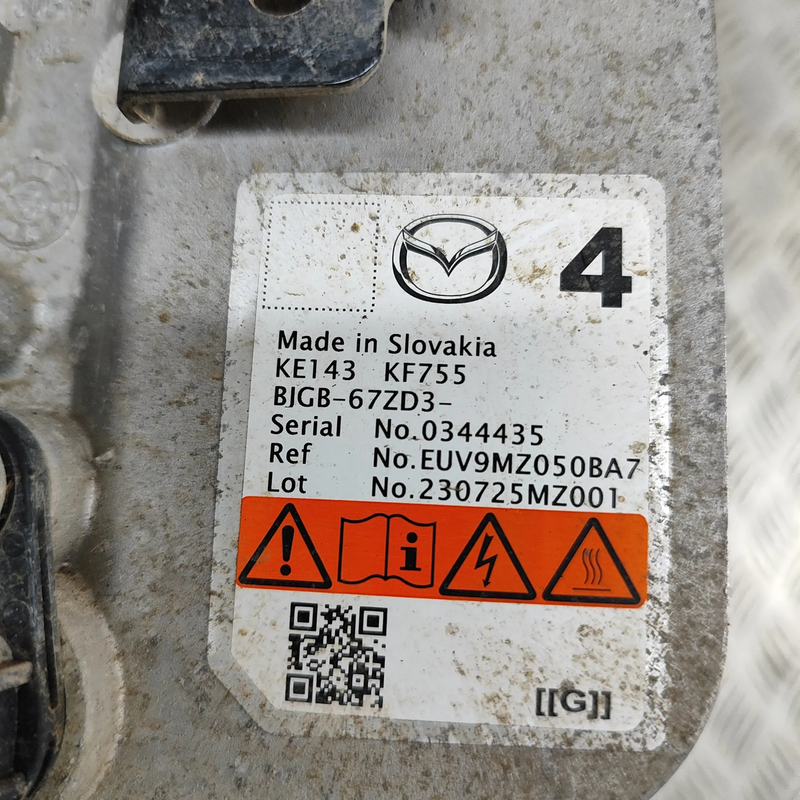 4
Made in Slovakia
KE143 KF755
BJGB-67ZD3-
Serial No.0344435
Ref No.EUV9MZ050BA7
Lot No.230725MZ001
[[G]]